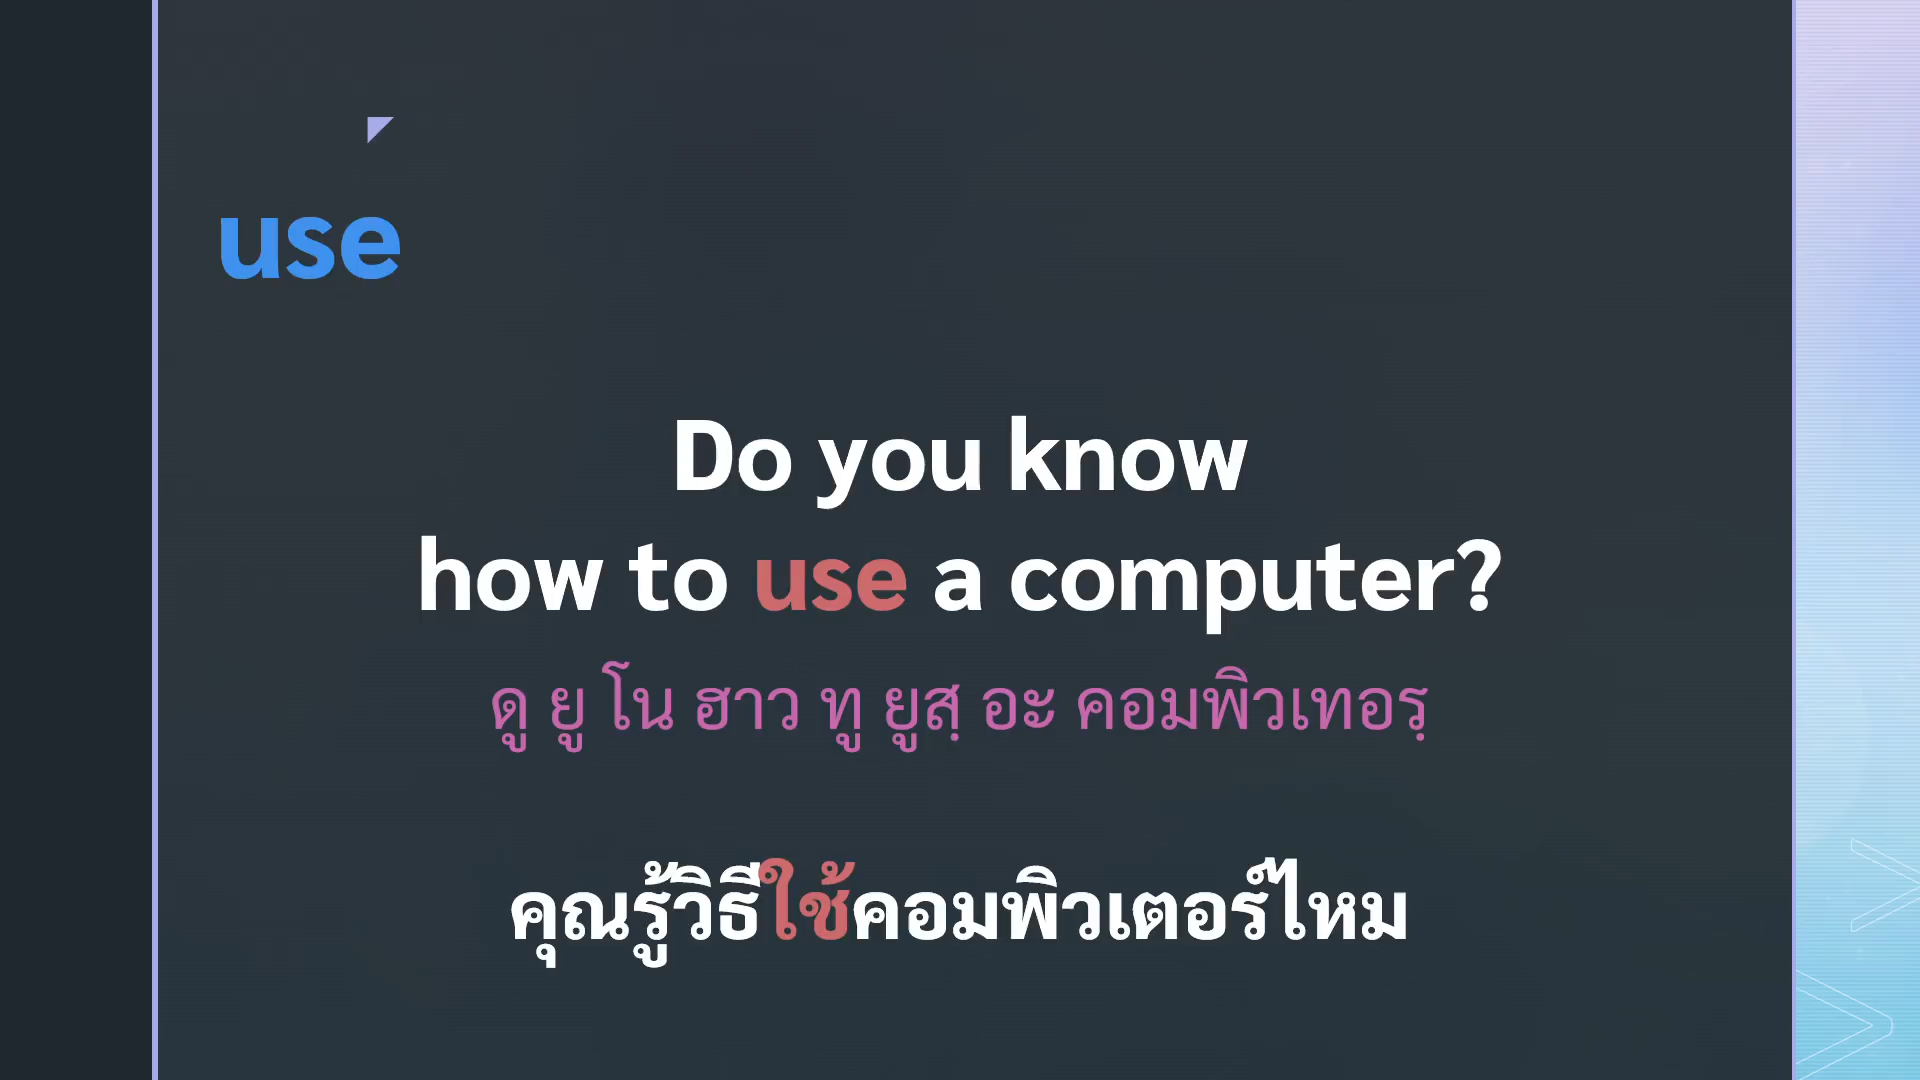 use
Do you know
how to use a computer?
ดู ยู โน ฮาว ทู ยูสฺ อะ คอมพิวเทอรฺ
คุณรู้วิธีใช้คอมพิวเตอร์ไหม